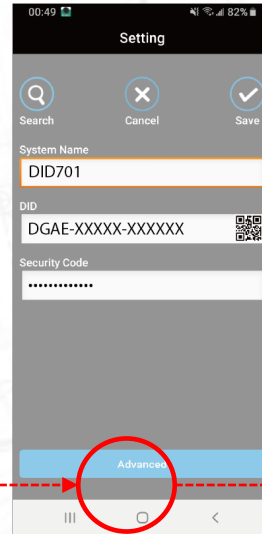 00:49 82%
Setting
Search Cancel Save
System Name
DID701
DID
DGAE-XXXXX-XXXXXX
Security Code
•••••••••••••
Advanced